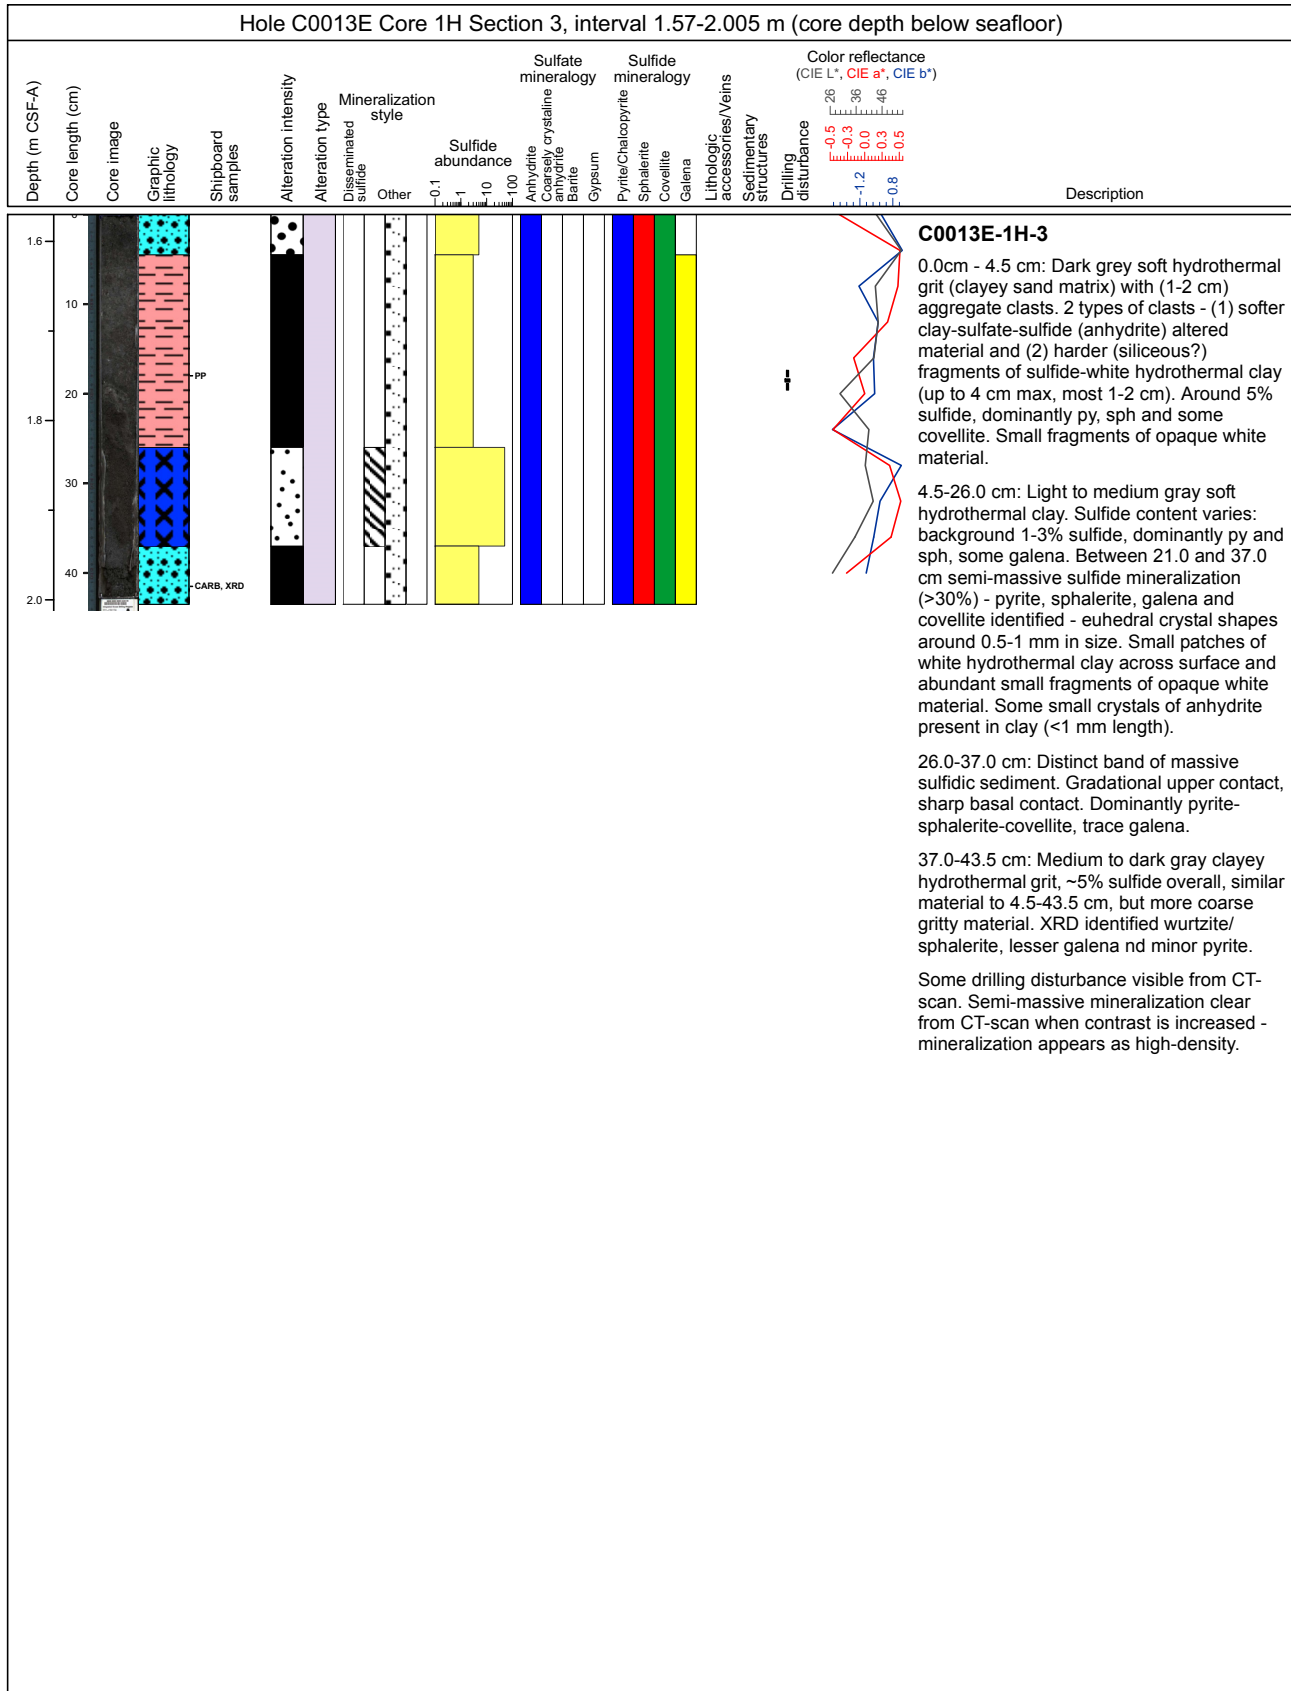 Hole C0013E Core 1H Section 3, interval 1.57-2.005 m (core depth below seafloor)
Depth (m CSF-A)
Core length (cm)
Core image
Graphic
lithology
Shipboard
samples
Alteration intensity
Alteration type
Mineralization
style
Disseminated
sulfide
Other
Sulfide
abundance
0.1
1
10
100
Sulfate
mineralogy
Anhydrite
Coarsely crystaline
anhydrite
Barite
Gypsum
Sulfide
mineralogy
Pyrite/Chalcopyrite
Sphalerite
Covellite
Galena
Lithologic
accessories/Veins
Sedimentary
structures
Drilling
disturbance
Color reflectance
(CIE L*, CIE a*, CIE b*)
26
36
46
-0.5
-0.3
0.0
0.3
0.5
-1.2
0.8
Description
1.6
1.8
2.0
0
10
20
30
40
PP
CARB, XRD
C0013E-1H-3
0.0cm - 4.5 cm: Dark grey soft hydrothermal
grit (clayey sand matrix) with (1-2 cm)
aggregate clasts. 2 types of clasts - (1) softer
clay-sulfate-sulfide (anhydrite) altered
material and (2) harder (siliceous?)
fragments of sulfide-white hydrothermal clay
(up to 4 cm max, most 1-2 cm). Around 5%
sulfide, dominantly py, sph and some
covellite. Small fragments of opaque white
material.
4.5-26.0 cm: Light to medium gray soft
hydrothermal clay. Sulfide content varies:
background 1-3% sulfide, dominantly py and
sph, some galena. Between 21.0 and 37.0
cm semi-massive sulfide mineralization
(>30%) - pyrite, sphalerite, galena and
covellite identified - euhedral crystal shapes
around 0.5-1 mm in size. Small patches of
white hydrothermal clay across surface and
abundant small fragments of opaque white
material. Some small crystals of anhydrite
present in clay (<1 mm length).
26.0-37.0 cm: Distinct band of massive
sulfidic sediment. Gradational upper contact,
sharp basal contact. Dominantly pyrite-
sphalerite-covellite, trace galena.
37.0-43.5 cm: Medium to dark gray clayey
hydrothermal grit, ~5% sulfide overall, similar
material to 4.5-43.5 cm, but more coarse
gritty material. XRD identified wurtzite/
sphalerite, lesser galena nd minor pyrite.
Some drilling disturbance visible from CT-
scan. Semi-massive mineralization clear
from CT-scan when contrast is increased -
mineralization appears as high-density.